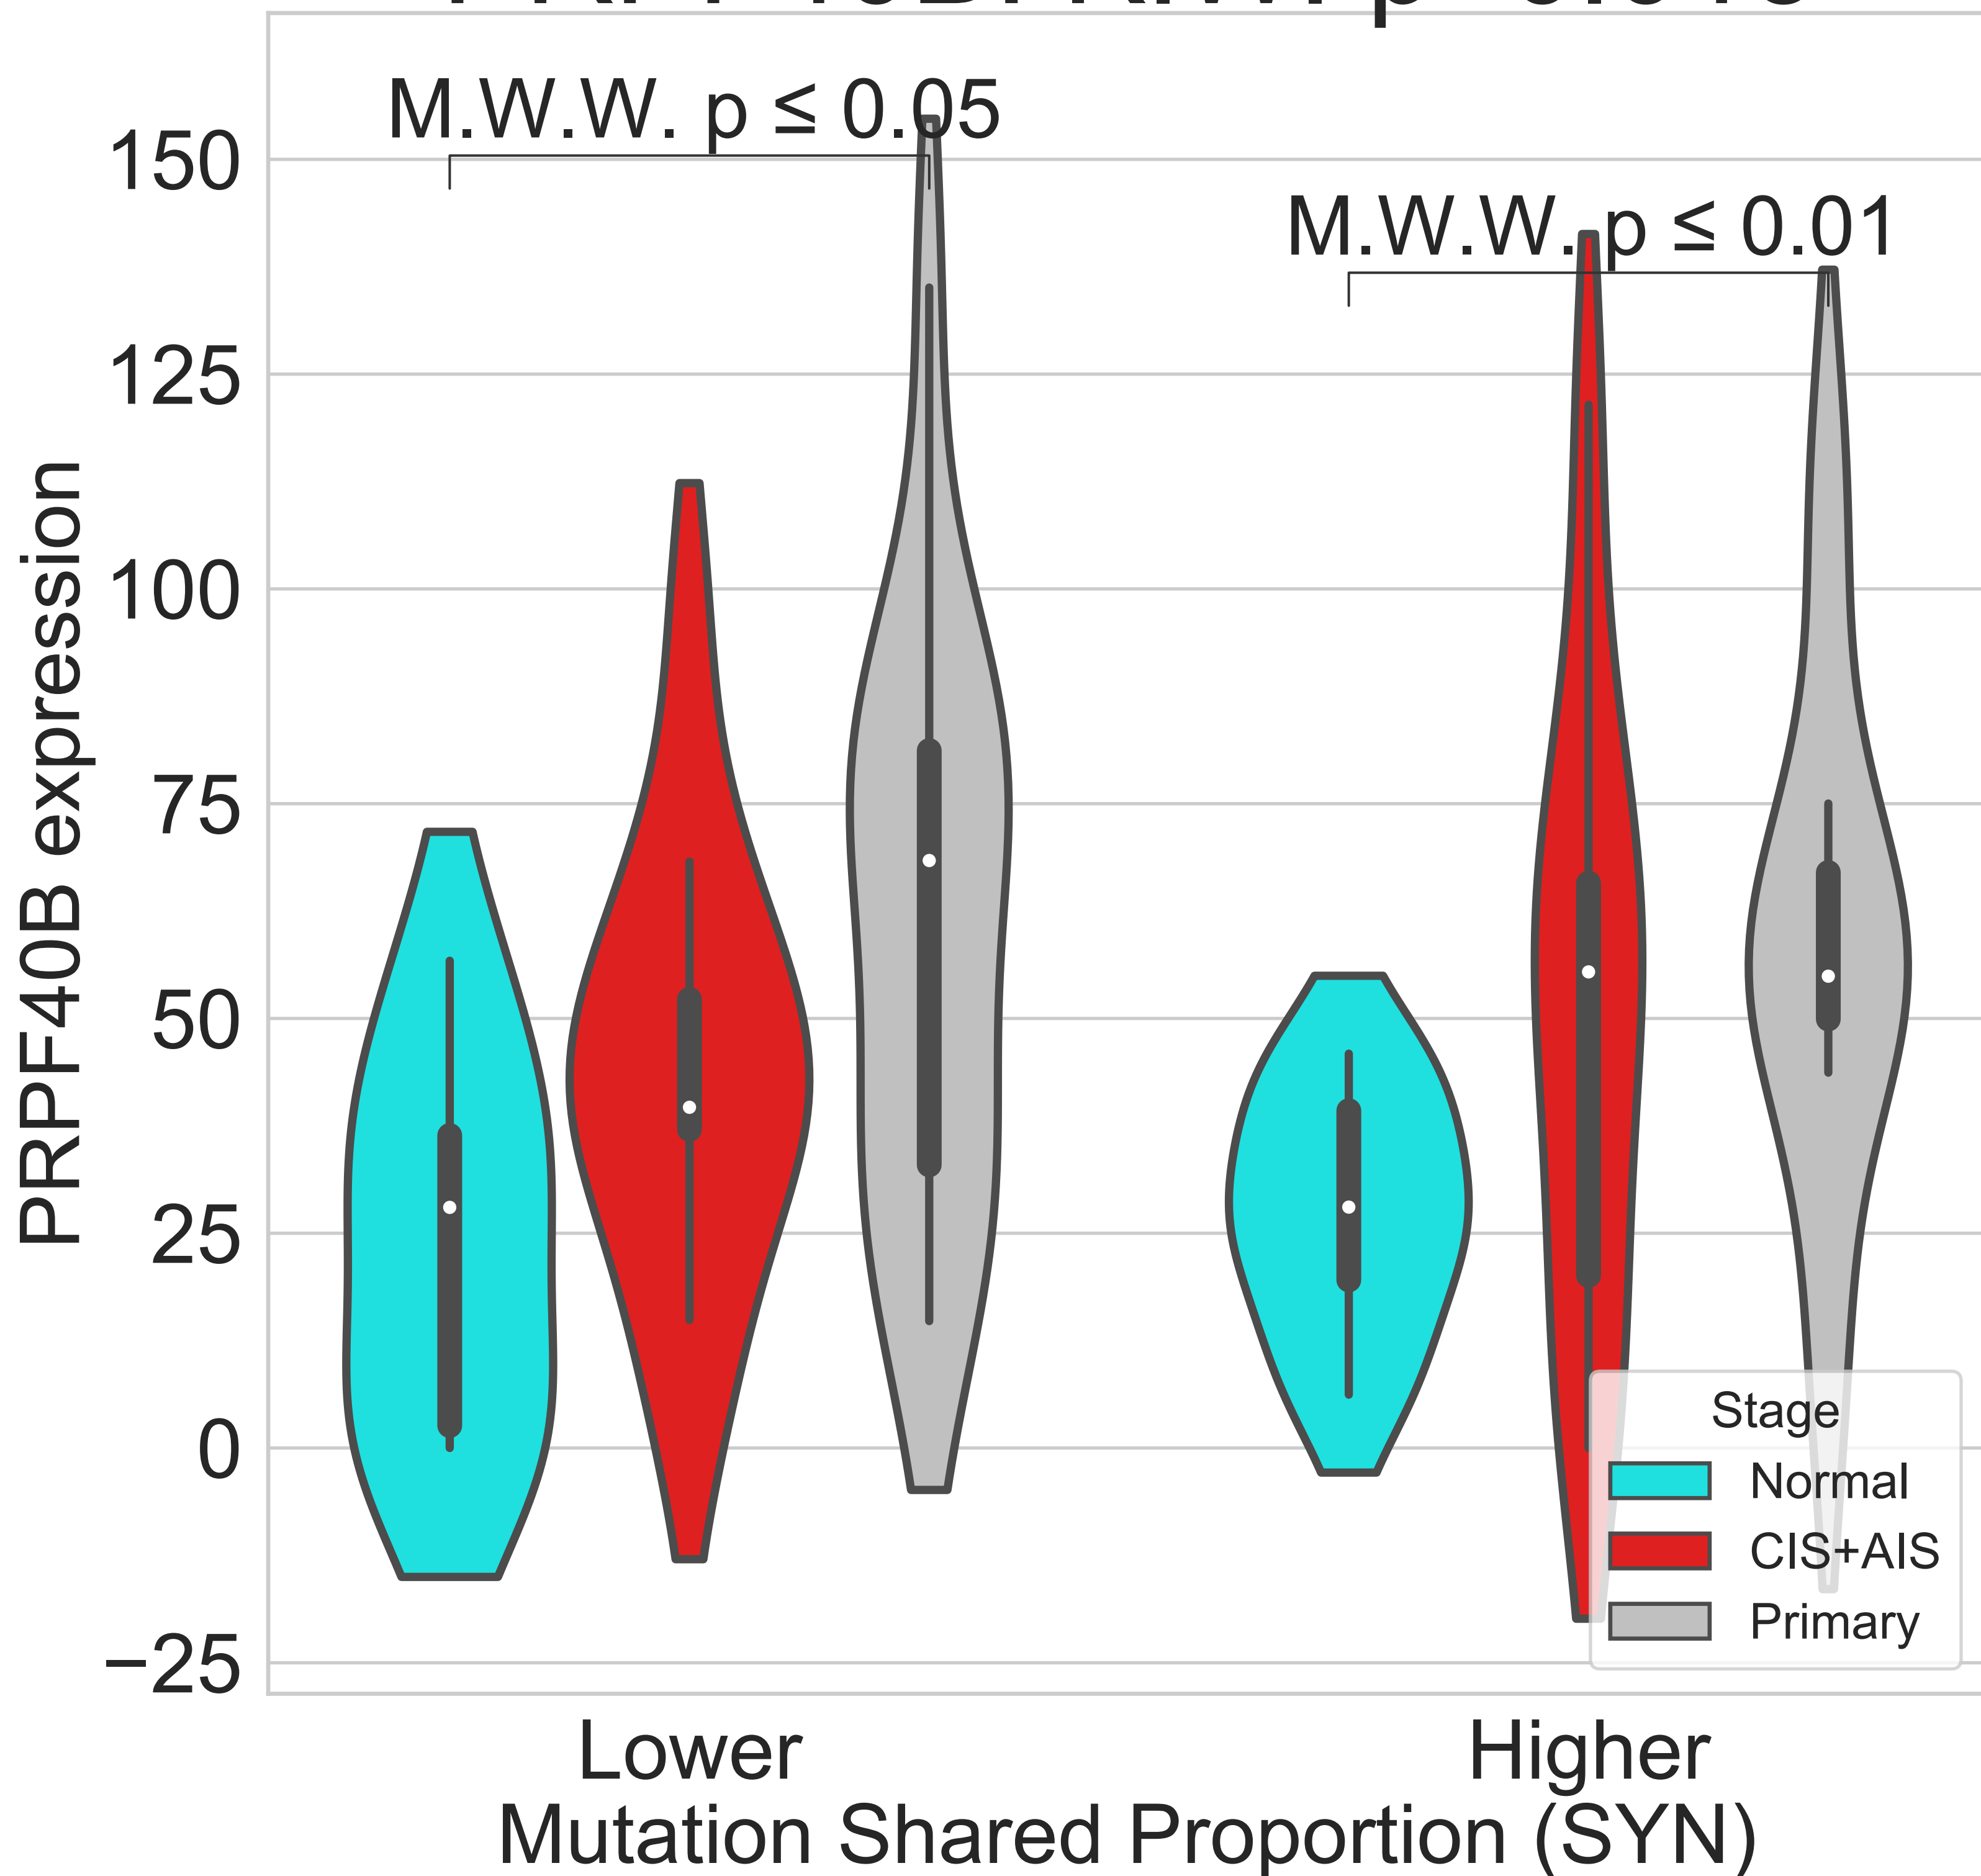 M.W.W. p ≤ 0.05
M.W.W. p ≤ 0.01
150
125
100
75
50
25
0
−25
PRPF40B expression
Stage
Normal
CIS+AIS
Primary
Lower
Higher
Mutation Shared Proportion (SYN)